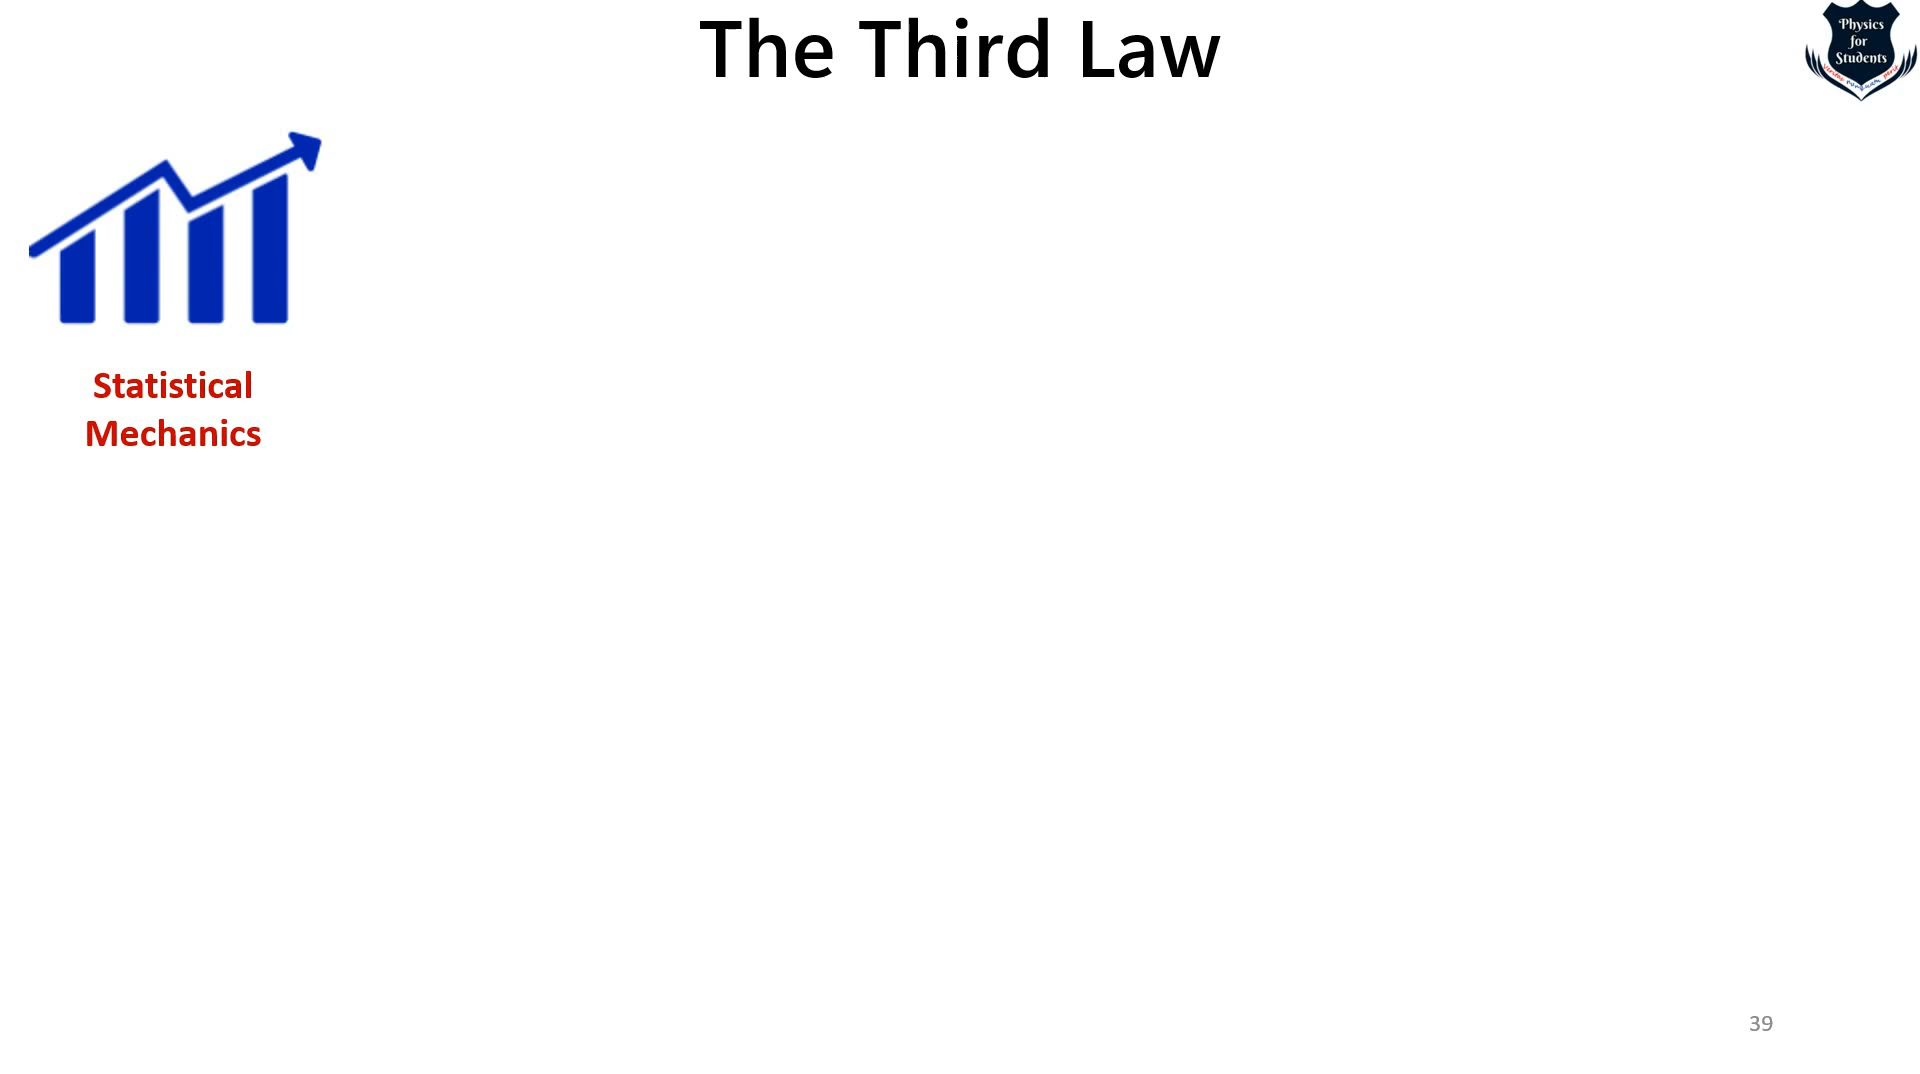 The Third Law
Physics
for
Students
Statistical
Mechanics
39